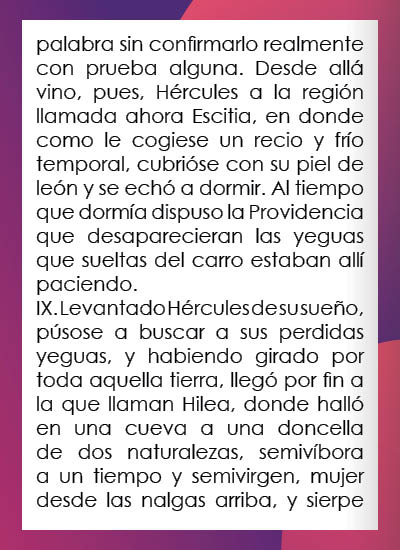 palabra sin confirmarlo realmente
con prueba alguna. Desde allá
vino, pues, Hércules a la región
llamada ahora Escitia, en donde
como le cogiese un recio y frío
temporal, cubrióse con su piel de
león y se echó a dormir. Al tiempo
que dormía dispuso la Providencia
que desaparecieran las yeguas
que sueltas del carro estaban allí
paciendo.
IX. Levantado Hércules de su sueño,
púsose a buscar a sus perdidas
yeguas, y habiendo girado por
toda aquella tierra, llegó por fin a
la que llaman Hilea, donde halló
en una cueva a una doncella
de dos naturalezas, semivíbora
a un tiempo y semivirgen, mujer
desde las nalgas arriba, y sierpe